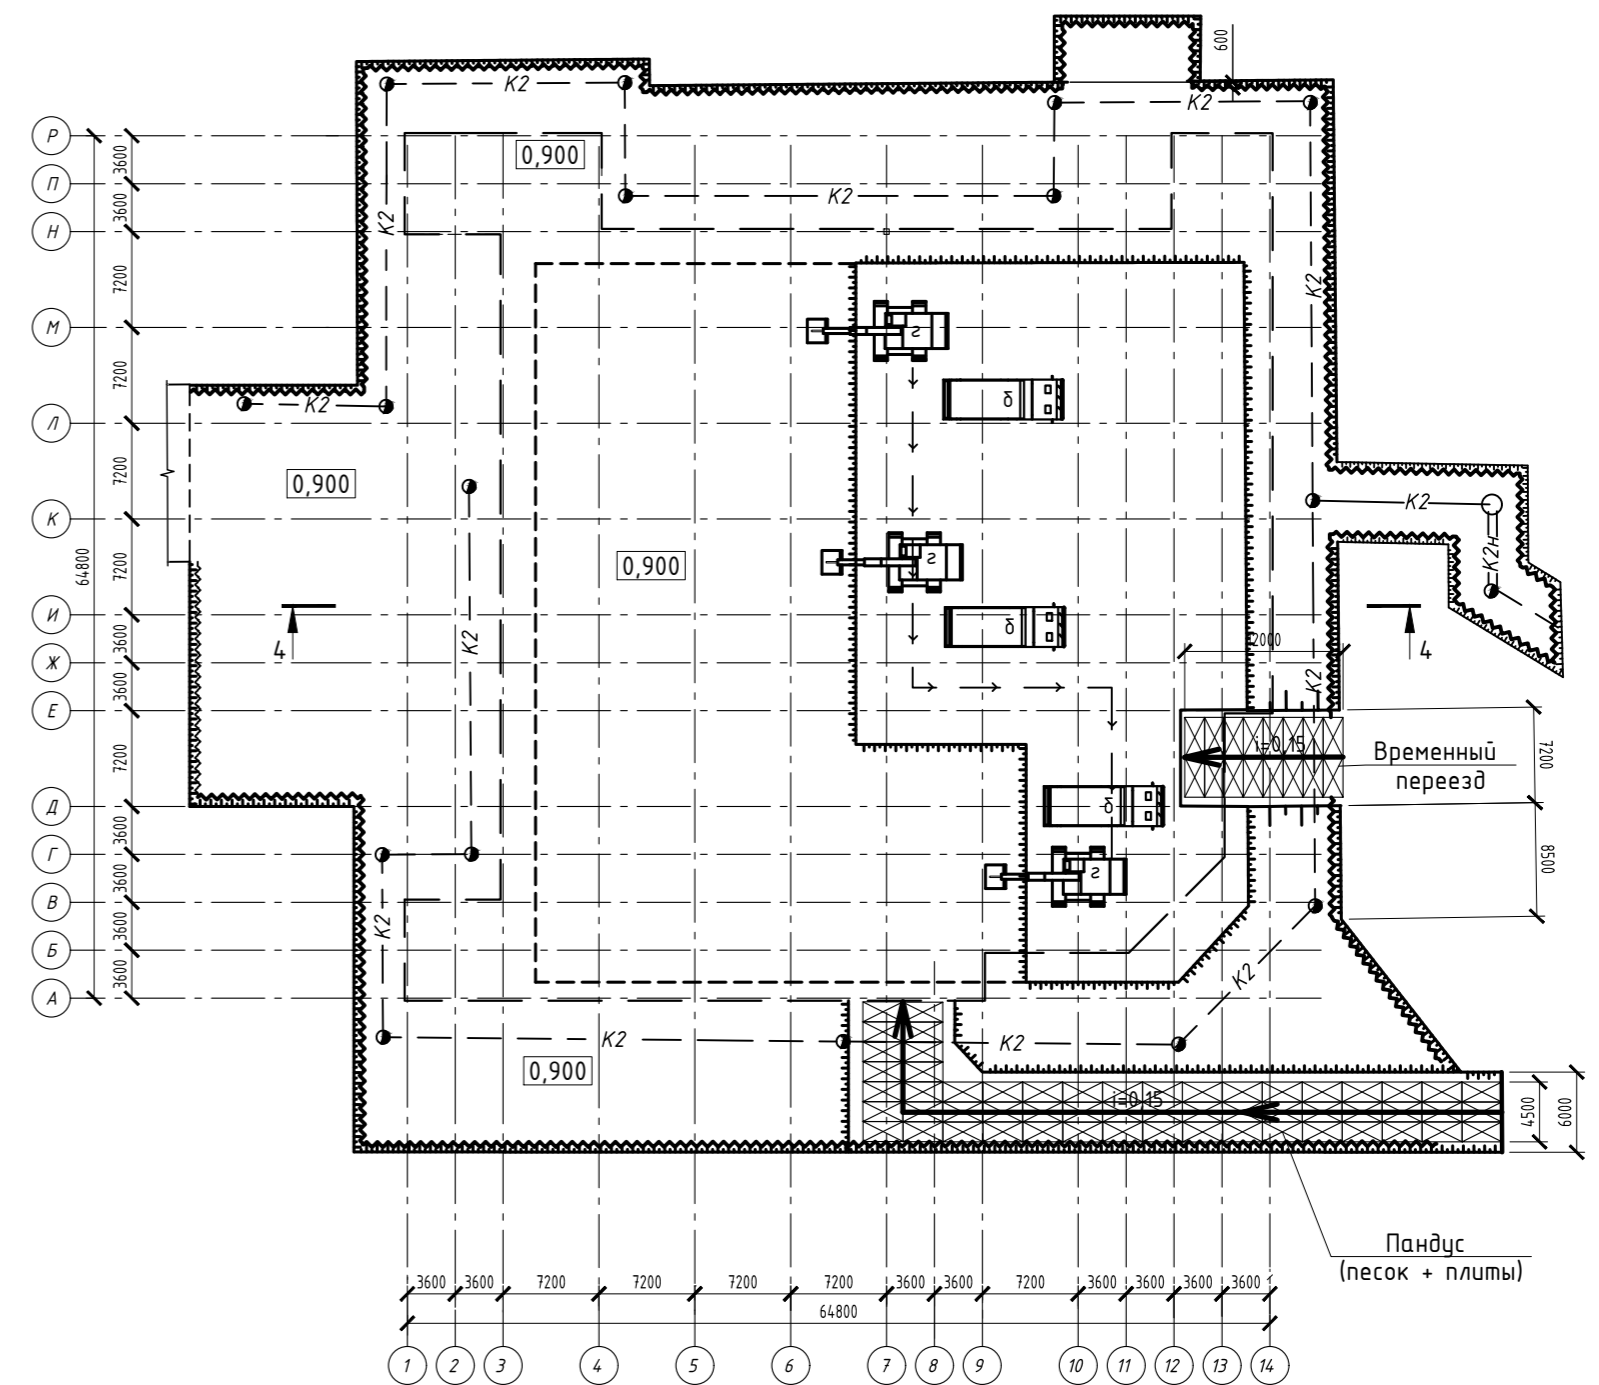 600
К2
К2
Р
3600
0,900
П
3600
К2
К2
Н
7200
К2
М
г
7200
К2
δ
Л
7200
0,900
К2
К
К2н
7200
0,900
г
64800
И
4
3600
К2
δ
4
Ж
12000
3600
К2
Е
7200
i=0,15
Временный
переезд
7200
Д
δ
3600
Г
8500
г
3600
В
3600
К2
Б
3600
К2
А
К2
К2
0,900
i=0,15
4500
6000
Пандус
(песок + плиты)
3600
3600
7200
7200
7200
7200
3600
3600
7200
3600
3600
3600
3600
64800
1
2
3
4
5
6
7
8
9
10
11
12
13
14